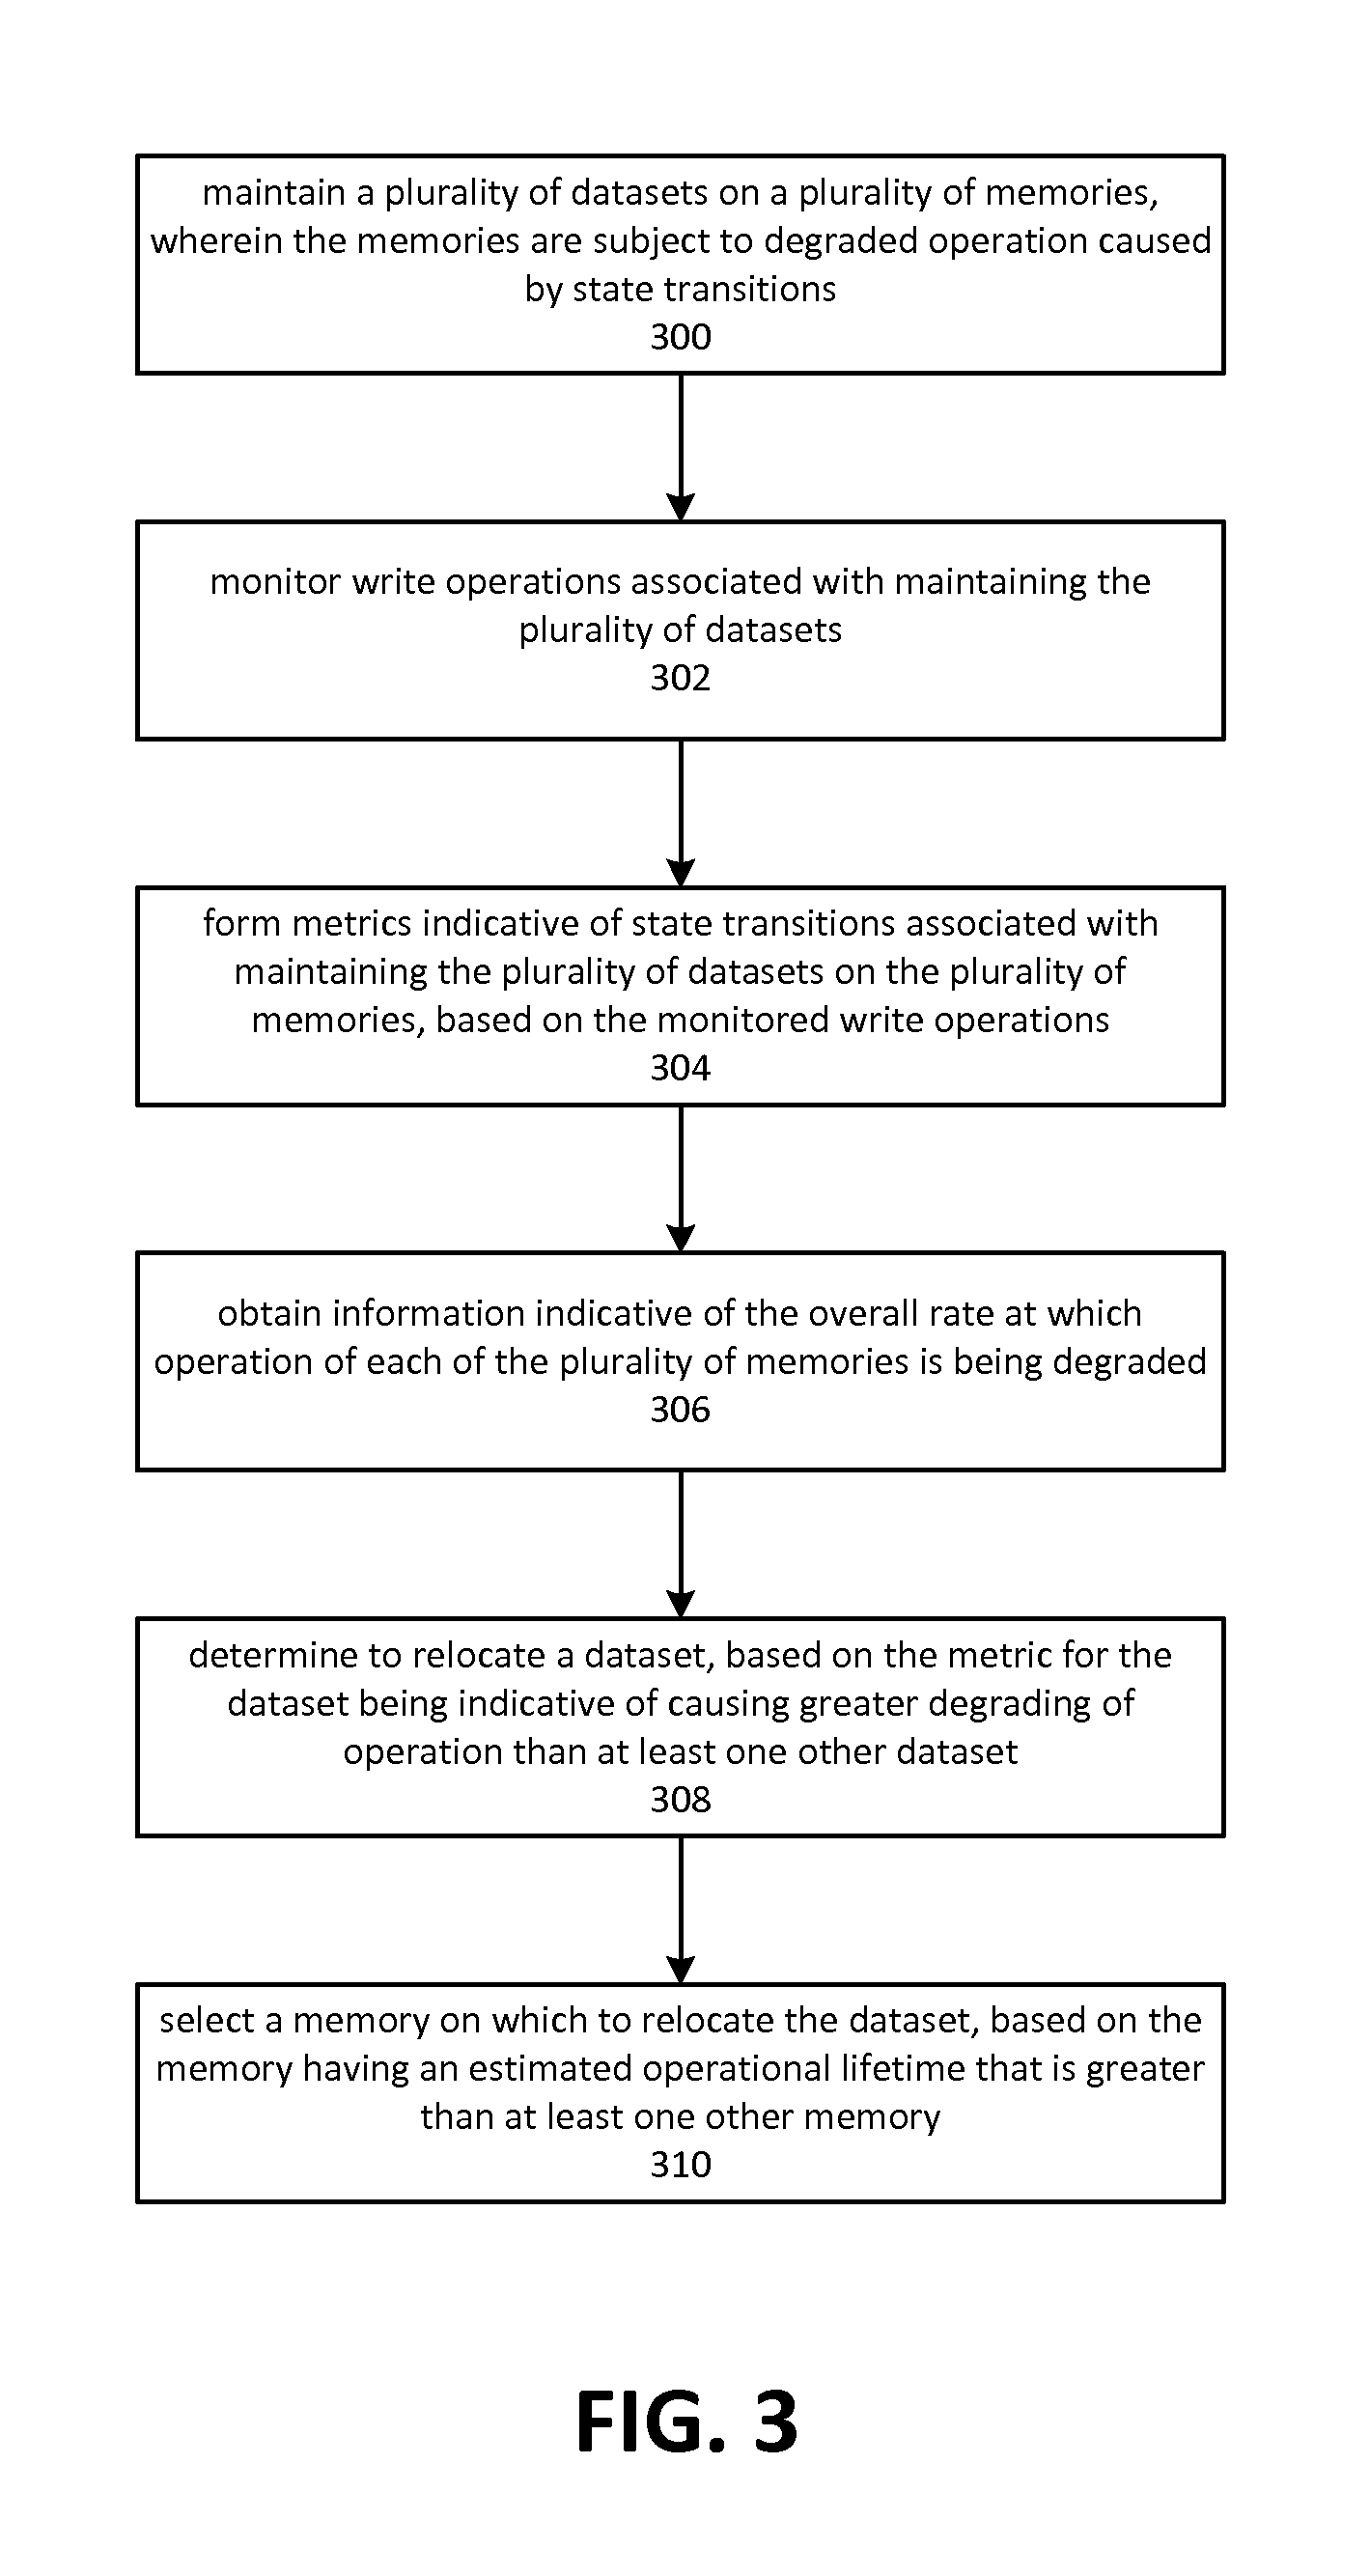 maintain a plurality of datasets on a plurality of memories,
wherein the memories are subject to degraded operation caused
by state transitions
300
monitor write operations associated with maintaining the
plurality of datasets
302
form metrics indicative of state transitions associated with
maintaining the plurality of datasets on the plurality of
memories, based on the monitored write operations
304
obtain information indicative of the overall rate at which
operation of each of the plurality of memories is being degraded
306
determine to relocate a dataset, based on the metric for the
dataset being indicative of causing greater degrading of
operation than at least one other dataset
308
select a memory on which to relocate the dataset, based on the
memory having an estimated operational lifetime that is greater
than at least one other memory
310
FIG. 3